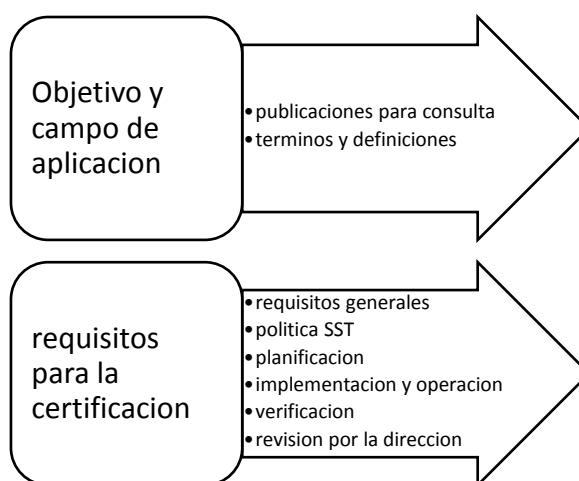 Objetivo y
campo de
aplicacion
•publicaciones para consulta
•terminos y definiciones
requisitos
para la
certificacion
•requisitos generales
•politica SST
•planificacion
•implementacion y operacion
•verificacion
•revision por la direccion